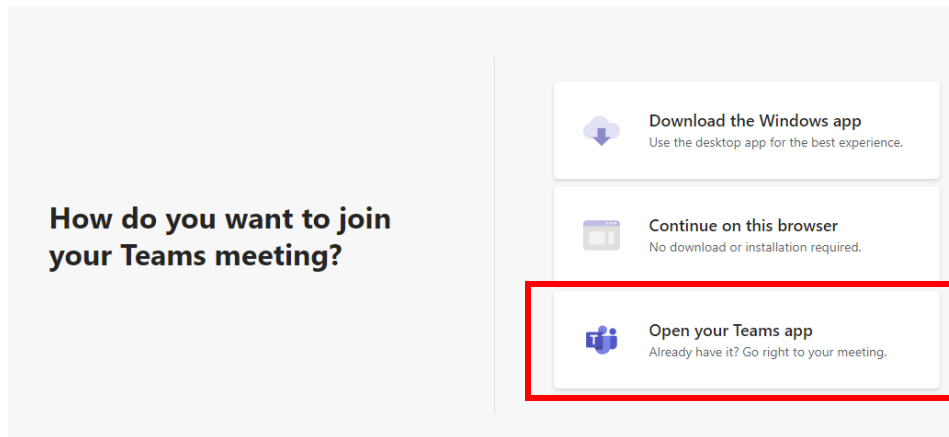 How do you want to join
your Teams meeting?
Download the Windows app
Use the desktop app for the best experience.
Continue on this browser
No download or installation required.
Open your Teams app
Already have it? Go right to your meeting.